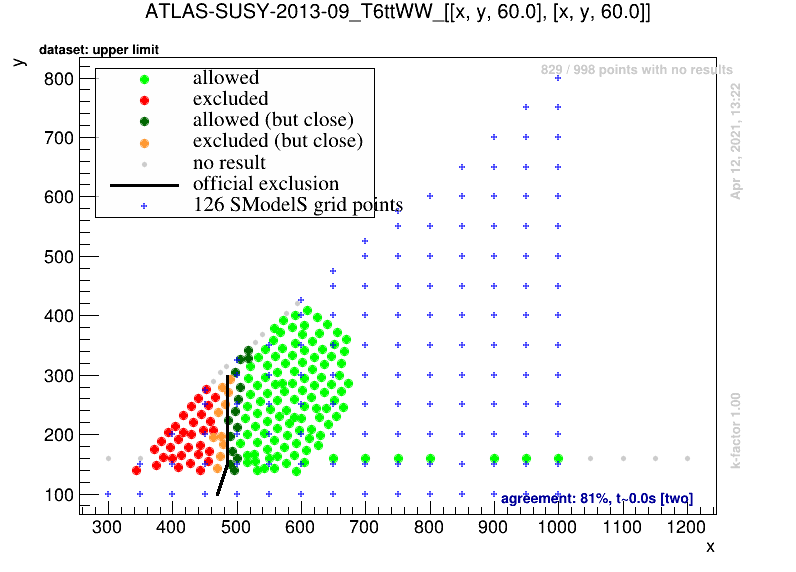 ATLAS-SUSY-2013-09_T6ttWW_[[x, y, 60.0], [x, y, 60.0]]
dataset: upper limit
y
829 / 998 points with no results
allowed
excluded
allowed (but close)
excluded (but close)
no result
official exclusion
126 SModelS grid points
Apr 12, 2021, 13:22
k-factor 1.00
800
700
600
500
400
300
200
100
agreement: 81%, t~0.0s [two]
300 400 500 600 700 800 900 1000 1100 1200
x